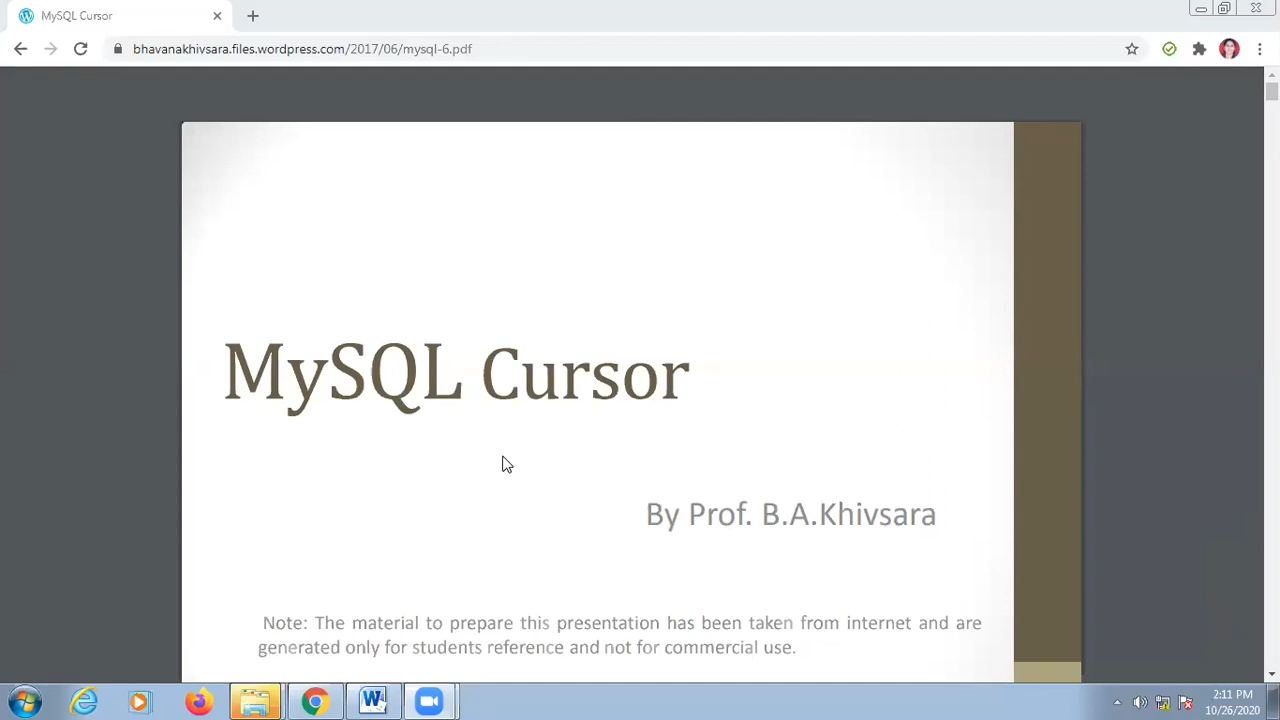 MySQL Cursor
bhavanakhivsara.files.wordpress.com/2017/06/mysql-6.pdf
MySQL Cursor
By Prof. B.A.Khivsara
Note: The material to prepare this presentation has been taken from internet and are
generated only for students reference and not for commercial use.
2:11 PM
10/26/2020